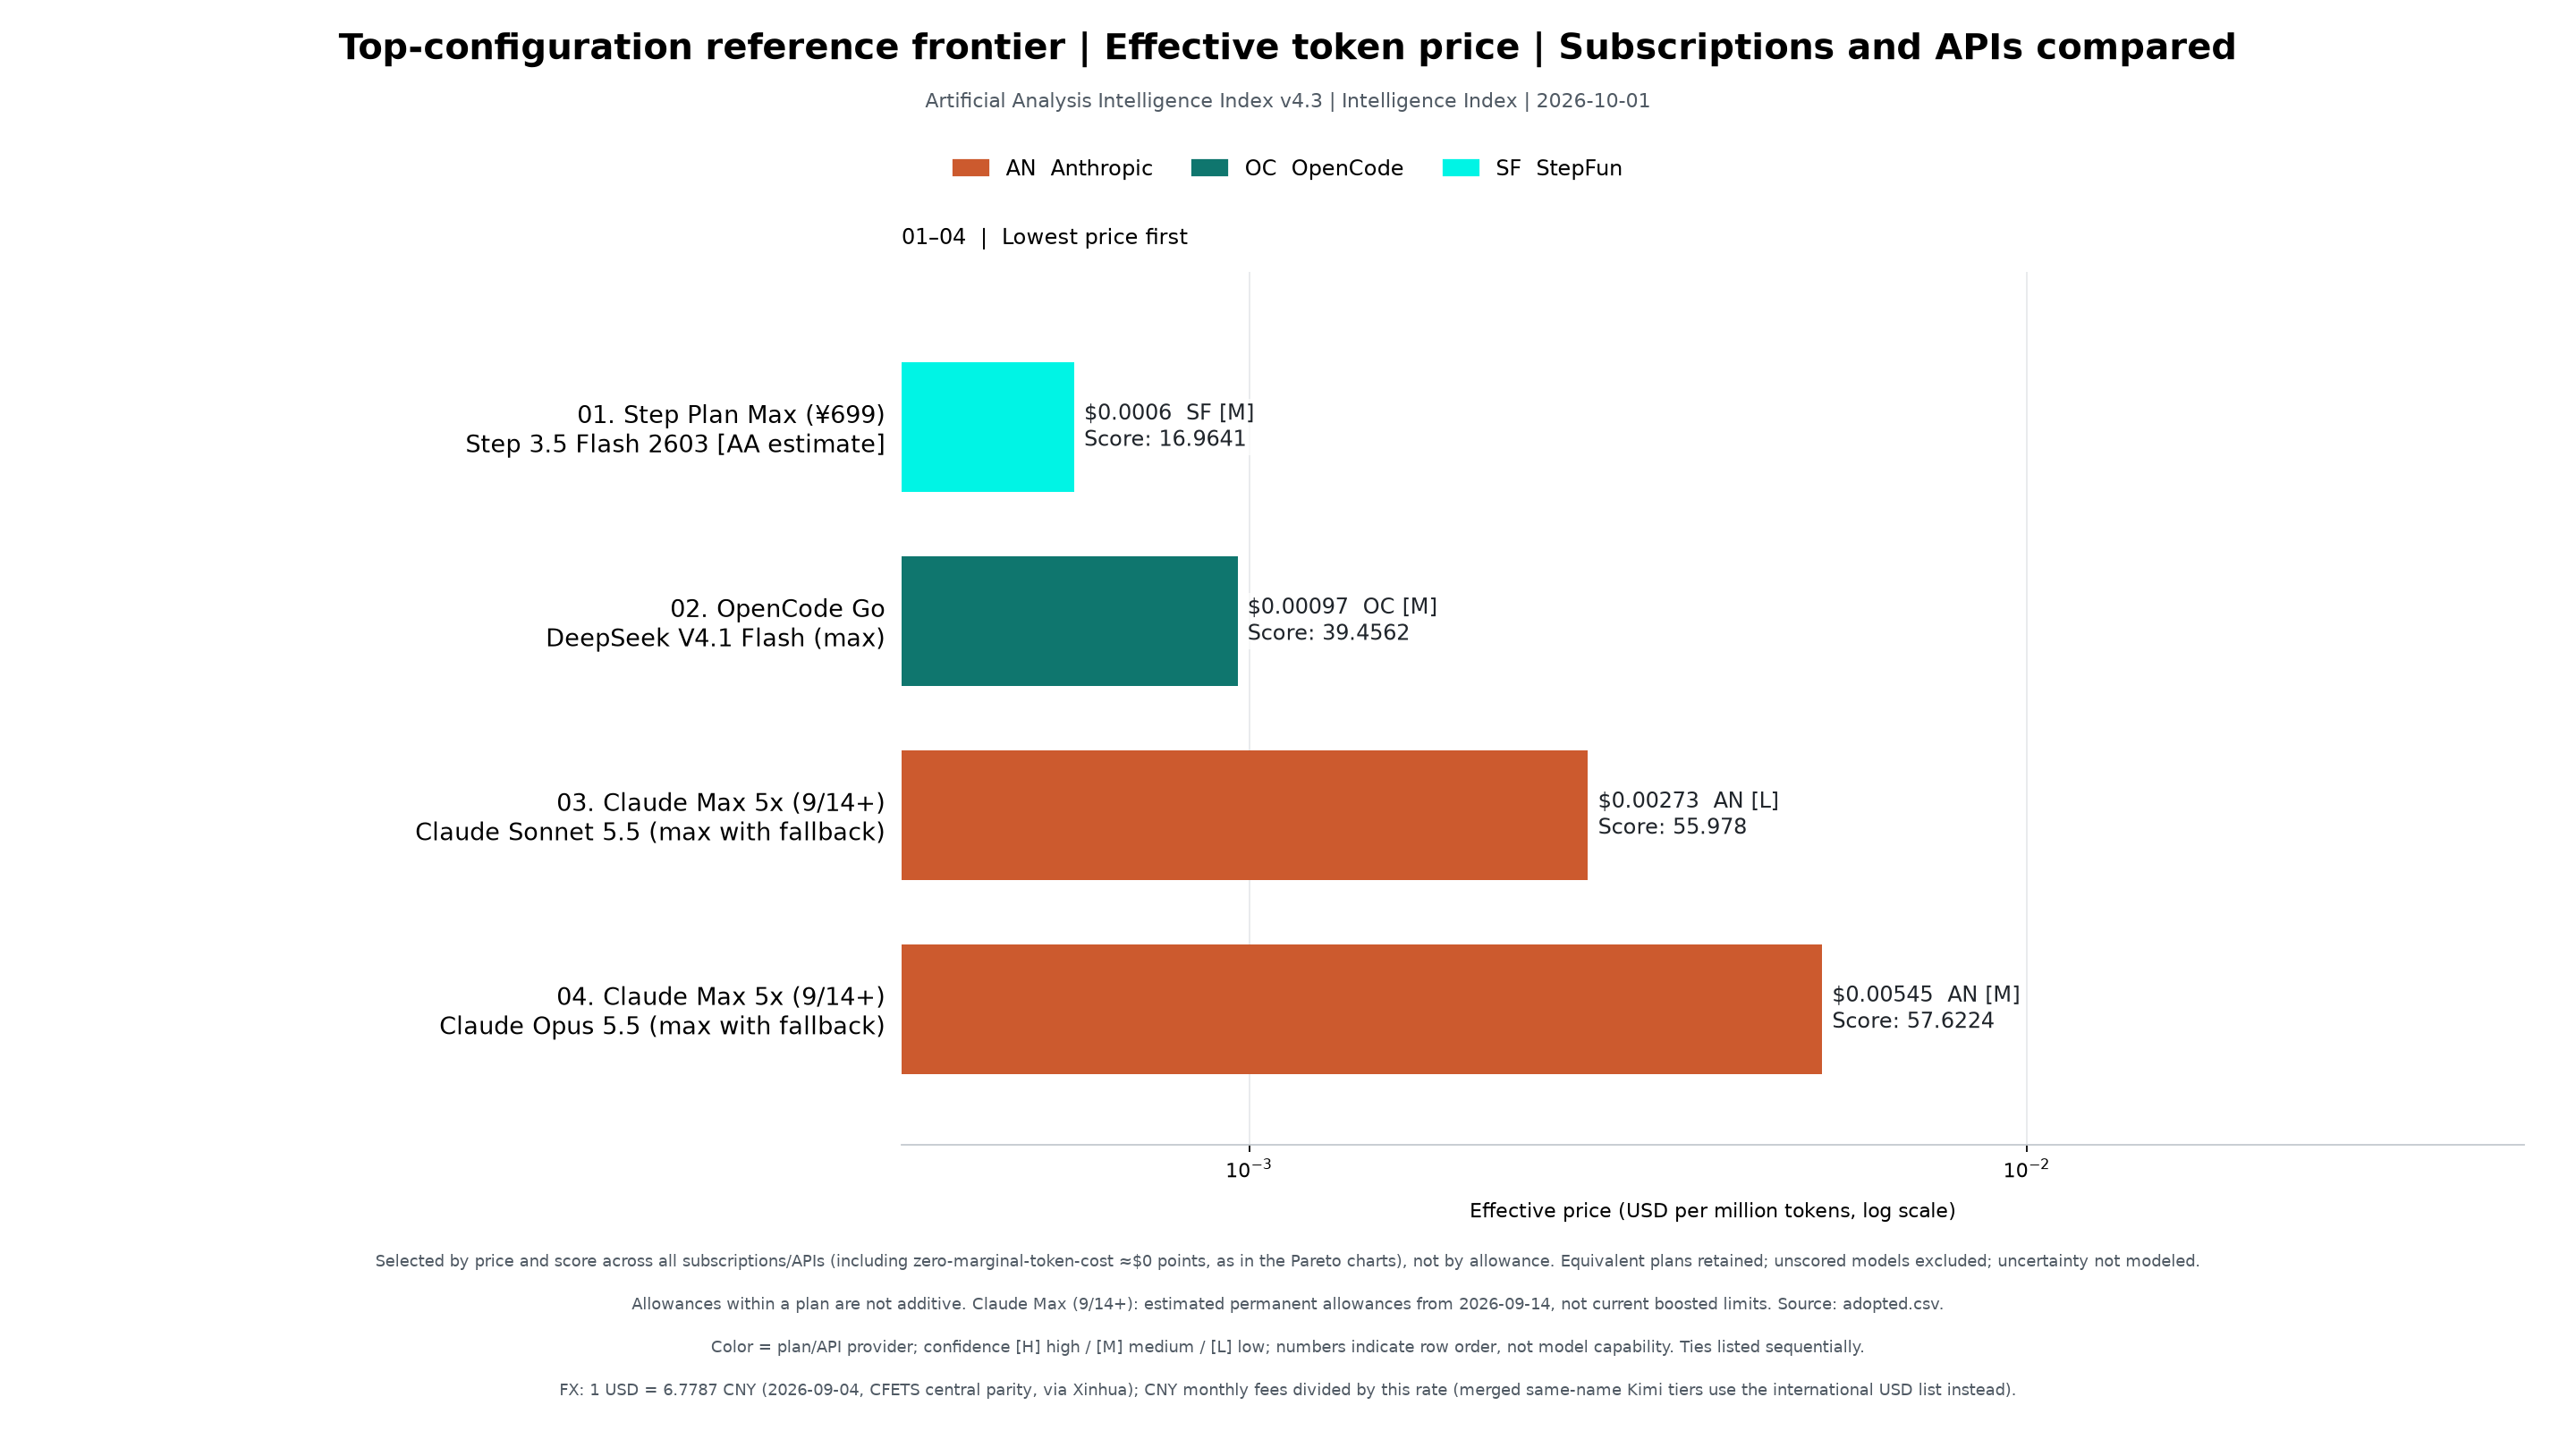 Top-configuration reference frontier | Effective token price | Subscriptions and APIs compared
Artificial Analysis Intelligence Index v4.3 | Intelligence Index | 2026-10-01
AN  Anthropic
OC  OpenCode
SF  StepFun
01–04  |  Lowest price first
01. Step Plan Max (¥699)
Step 3.5 Flash 2603 [AA estimate]
$0.0006  SF [M]
Score: 16.9641
02. OpenCode Go
DeepSeek V4.1 Flash (max)
$0.00097  OC [M]
Score: 39.4562
03. Claude Max 5x (9/14+)
Claude Sonnet 5.5 (max with fallback)
$0.00273  AN [L]
Score: 55.978
04. Claude Max 5x (9/14+)
Claude Opus 5.5 (max with fallback)
$0.00545  AN [M]
Score: 57.6224
10⁻³
10⁻²
Effective price (USD per million tokens, log scale)
Selected by price and score across all subscriptions/APIs (including zero-marginal-token-cost ≈$0 points, as in the Pareto charts), not by allowance. Equivalent plans retained; unscored models excluded; uncertainty not modeled.
Allowances within a plan are not additive. Claude Max (9/14+): estimated permanent allowances from 2026-09-14, not current boosted limits. Source: adopted.csv.
Color = plan/API provider; confidence [H] high / [M] medium / [L] low; numbers indicate row order, not model capability. Ties listed sequentially.
FX: 1 USD = 6.7787 CNY (2026-09-04, CFETS central parity, via Xinhua); CNY monthly fees divided by this rate (merged same-name Kimi tiers use the international USD list instead).